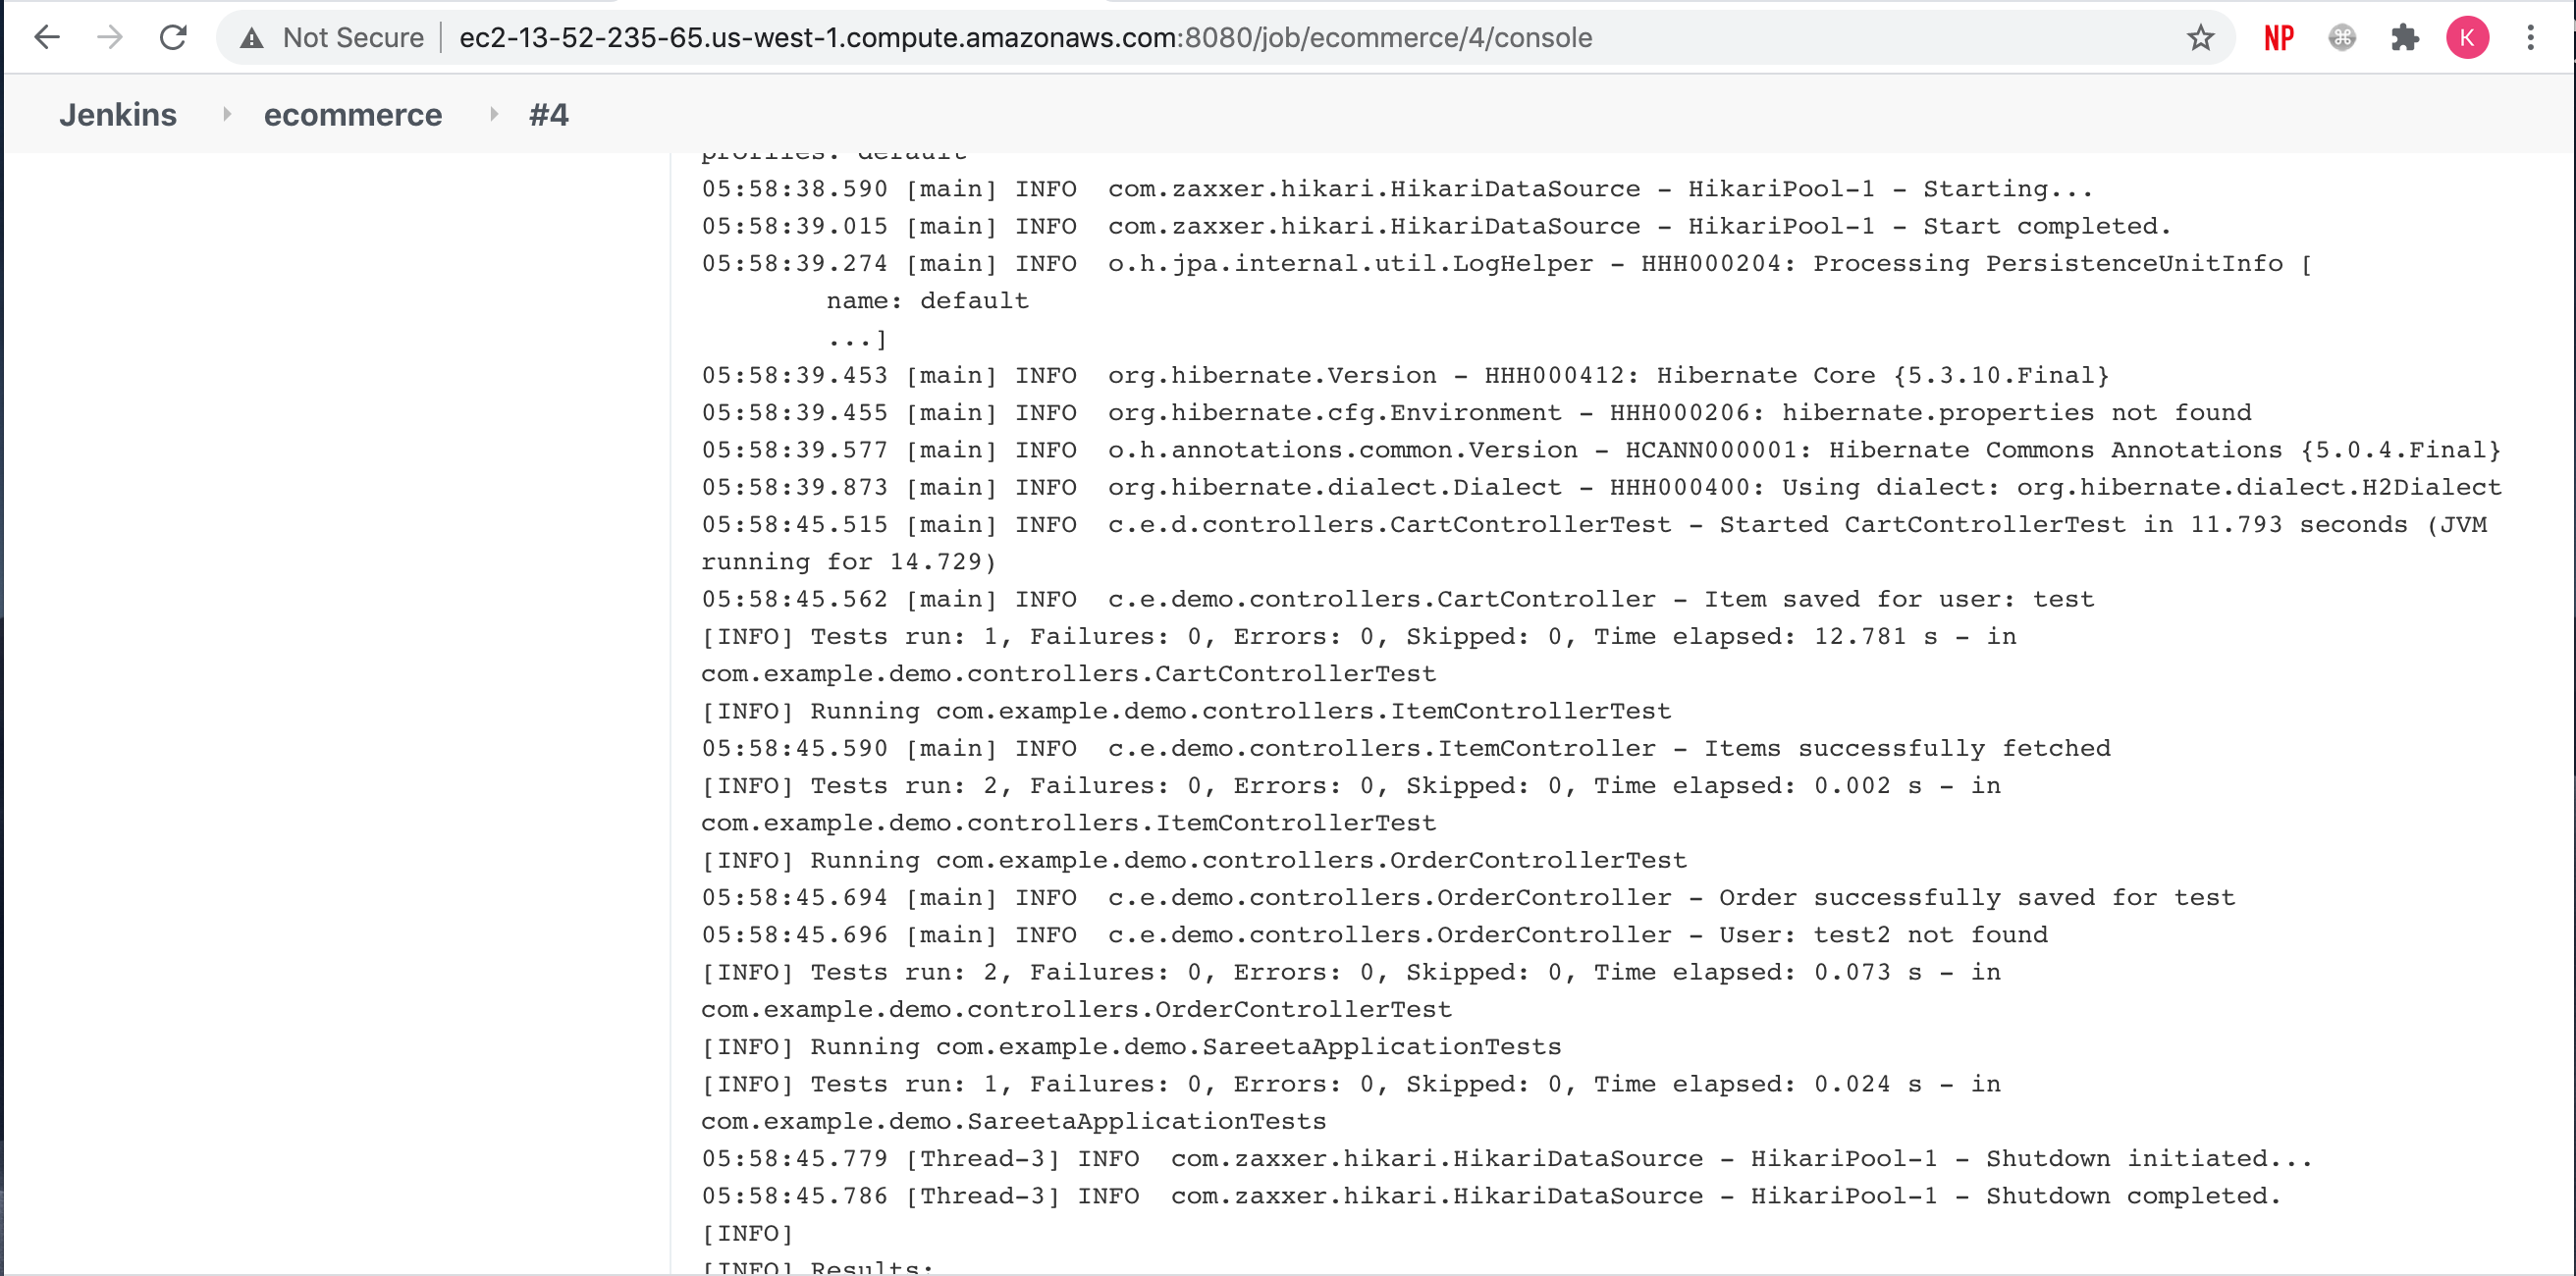 Not Secure ec2-13-52-235-65.us-west-1.compute.amazonaws.com:8080/job/ecommerce/4/console NP K
Jenkins ecommerce #4
profiles: default
05:58:38.590 [main] INFO  com.zaxxer.hikari.HikariDataSource - HikariPool-1 - Starting...
05:58:39.015 [main] INFO  com.zaxxer.hikari.HikariDataSource - HikariPool-1 - Start completed.
05:58:39.274 [main] INFO  o.h.jpa.internal.util.LogHelper - HHH000204: Processing PersistenceUnitInfo [
name: default
...]
05:58:39.453 [main] INFO  org.hibernate.Version - HHH000412: Hibernate Core {5.3.10.Final}
05:58:39.455 [main] INFO  org.hibernate.cfg.Environment - HHH000206: hibernate.properties not found
05:58:39.577 [main] INFO  o.h.annotations.common.Version - HCANN000001: Hibernate Commons Annotations {5.0.4.Final}
05:58:39.873 [main] INFO  org.hibernate.dialect.Dialect - HHH000400: Using dialect: org.hibernate.dialect.H2Dialect
05:58:45.515 [main] INFO  c.e.d.controllers.CartControllerTest - Started CartControllerTest in 11.793 seconds (JVM
running for 14.729)
05:58:45.562 [main] INFO  c.e.demo.controllers.CartController - Item saved for user: test
[INFO] Tests run: 1, Failures: 0, Errors: 0, Skipped: 0, Time elapsed: 12.781 s - in
com.example.demo.controllers.CartControllerTest
[INFO] Running com.example.demo.controllers.ItemControllerTest
05:58:45.590 [main] INFO  c.e.demo.controllers.ItemController - Items successfully fetched
[INFO] Tests run: 2, Failures: 0, Errors: 0, Skipped: 0, Time elapsed: 0.002 s - in
com.example.demo.controllers.ItemControllerTest
[INFO] Running com.example.demo.controllers.OrderControllerTest
05:58:45.694 [main] INFO  c.e.demo.controllers.OrderController - Order successfully saved for test
05:58:45.696 [main] INFO  c.e.demo.controllers.OrderController - User: test2 not found
[INFO] Tests run: 2, Failures: 0, Errors: 0, Skipped: 0, Time elapsed: 0.073 s - in
com.example.demo.controllers.OrderControllerTest
[INFO] Running com.example.demo.SareetaApplicationTests
[INFO] Tests run: 1, Failures: 0, Errors: 0, Skipped: 0, Time elapsed: 0.024 s - in
com.example.demo.SareetaApplicationTests
05:58:45.779 [Thread-3] INFO  com.zaxxer.hikari.HikariDataSource - HikariPool-1 - Shutdown initiated...
05:58:45.786 [Thread-3] INFO  com.zaxxer.hikari.HikariDataSource - HikariPool-1 - Shutdown completed.
[INFO]
[INFO] Results: